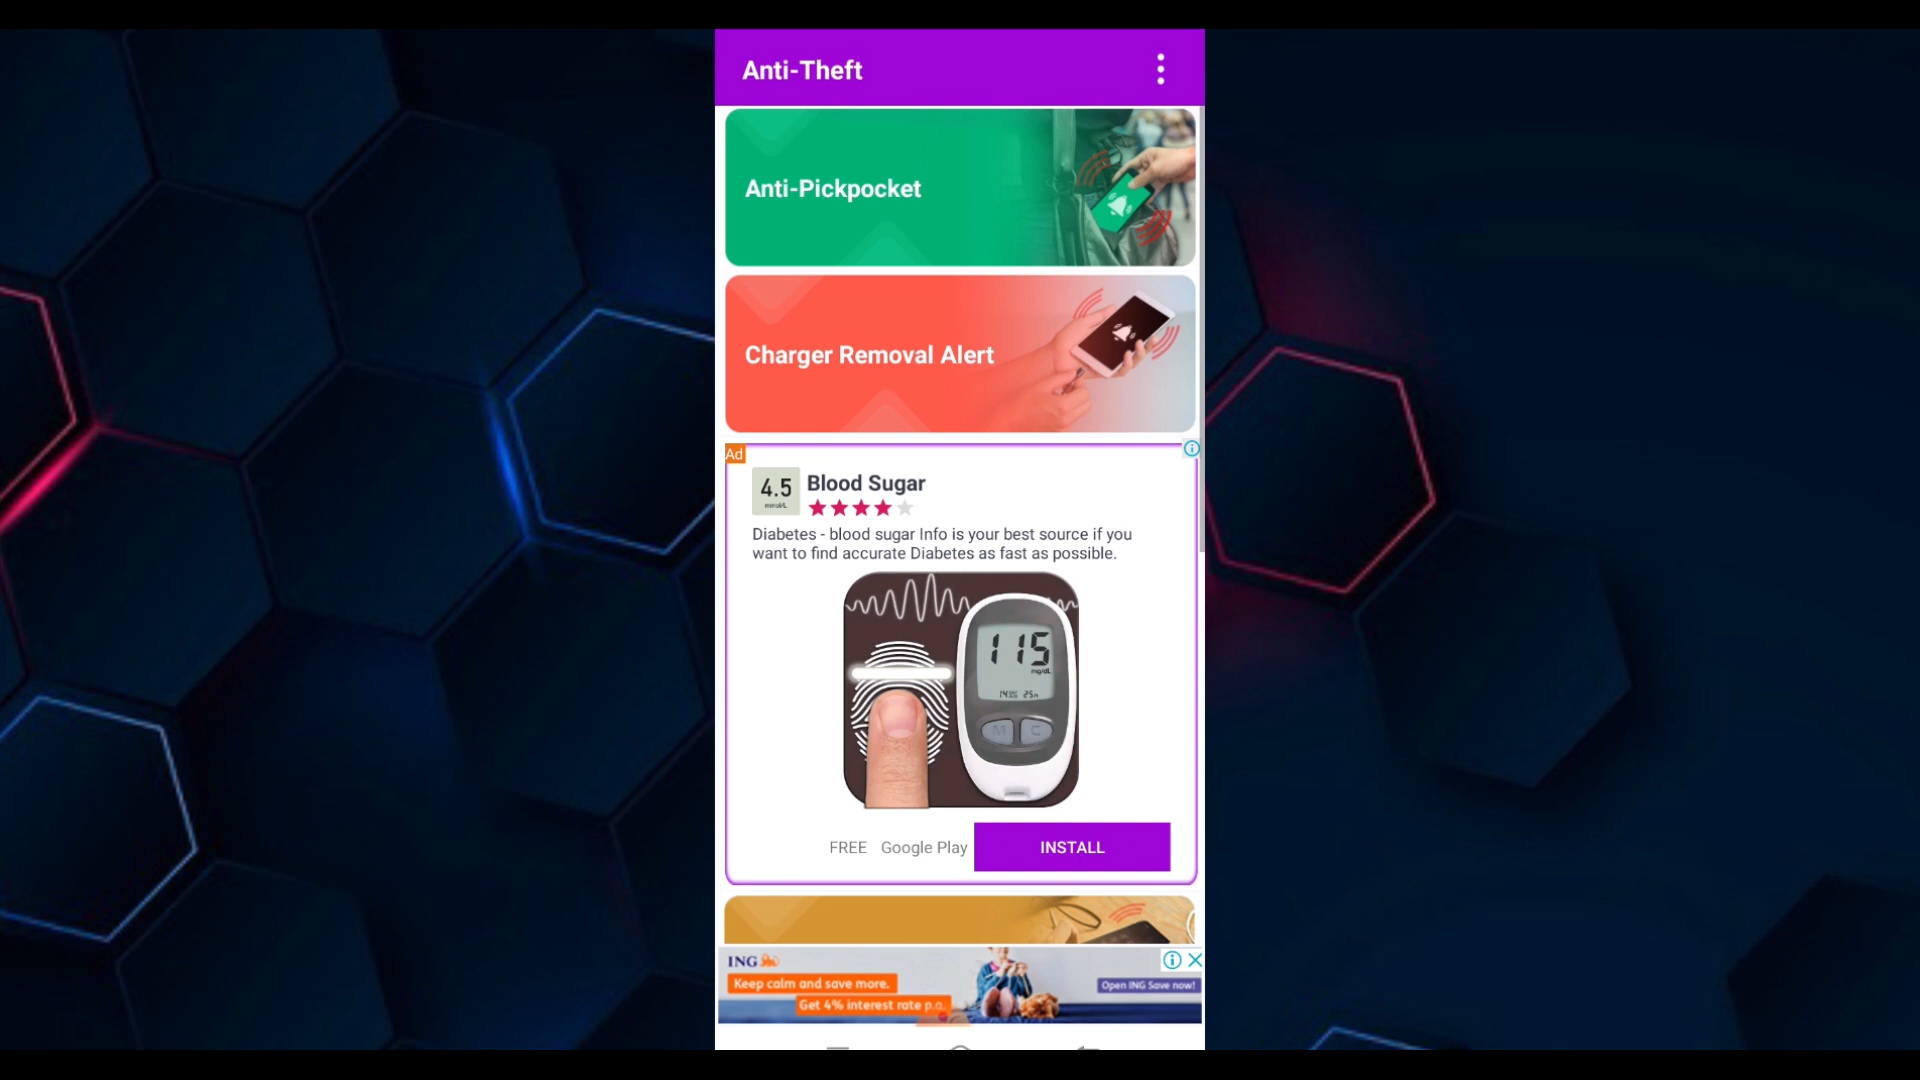 Anti-Theft
Anti-Pickpocket
Charger Removal Alert
Ad
4.5
Blood Sugar
Diabetes - blood sugar Info is your best source if you
want to find accurate Diabetes as fast as possible.
115
mg/dL
M C
FREE Google Play INSTALL
ING
Keep calm and save more.
Get 4% interest rate p.a.
Open ING Save now!